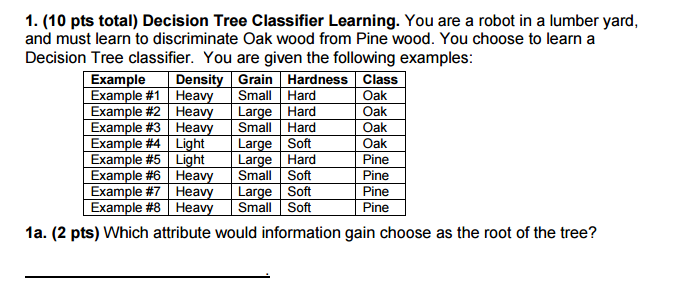 1. (10 pts total) Decision Tree Classifier Learning. You are a robot in a lumber yard,
and must learn to discriminate Oak wood from Pine wood. You choose to learn a
Decision Tree classifier. You are given the following examples:
Example Density Grain Hardness Class
Example #1 Heavy Small Hard Oak
Example #2 Heavy Large Hard Oak
Example #3 Heavy Small Hard Oak
Example #4 Light Large Soft Oak
Example #5 Light Large Hard Pine
Example #6 Heavy Small Soft Pine
Example #7 Heavy Large Soft Pine
Example #8 Heavy Small Soft Pine
1a. (2 pts) Which attribute would information gain choose as the root of the tree?
.